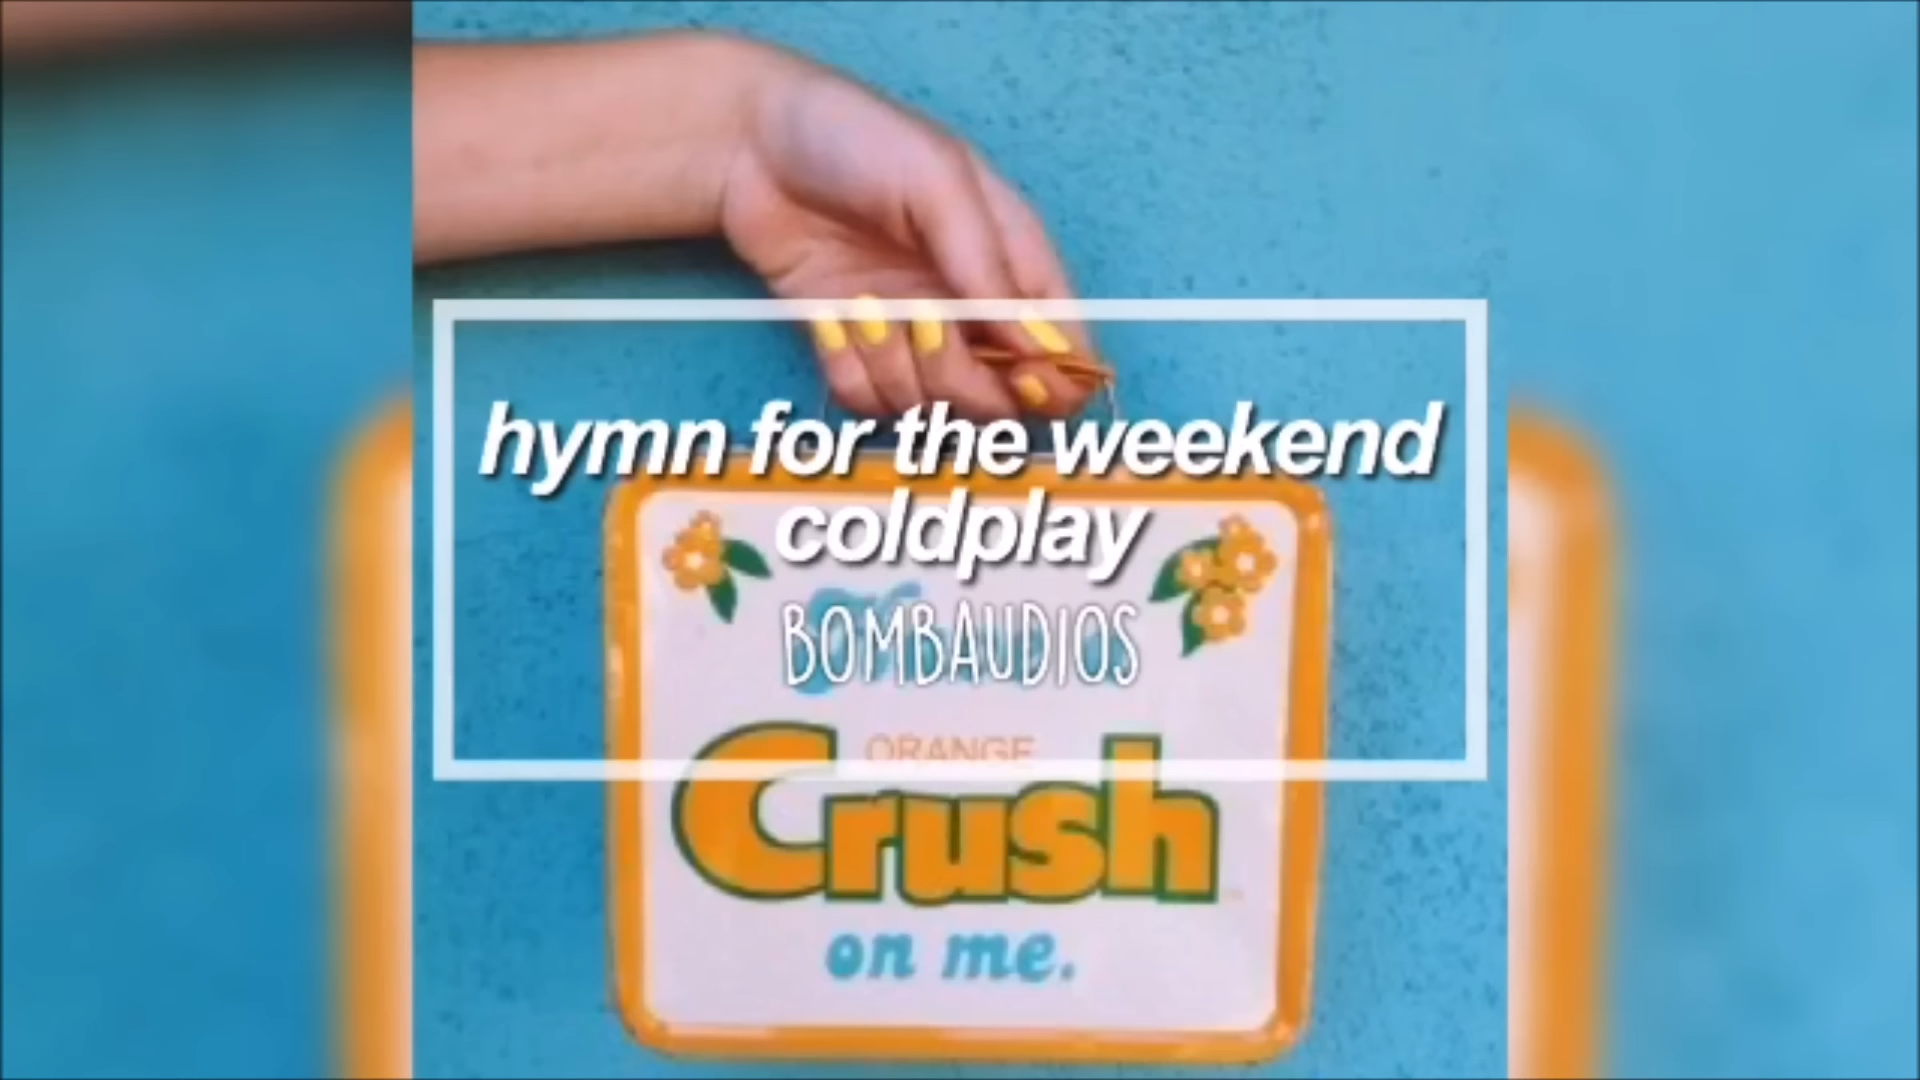 hymn for the weekend
coldplay
BOMBAUDIOS
ORANGE
Crush
on me.